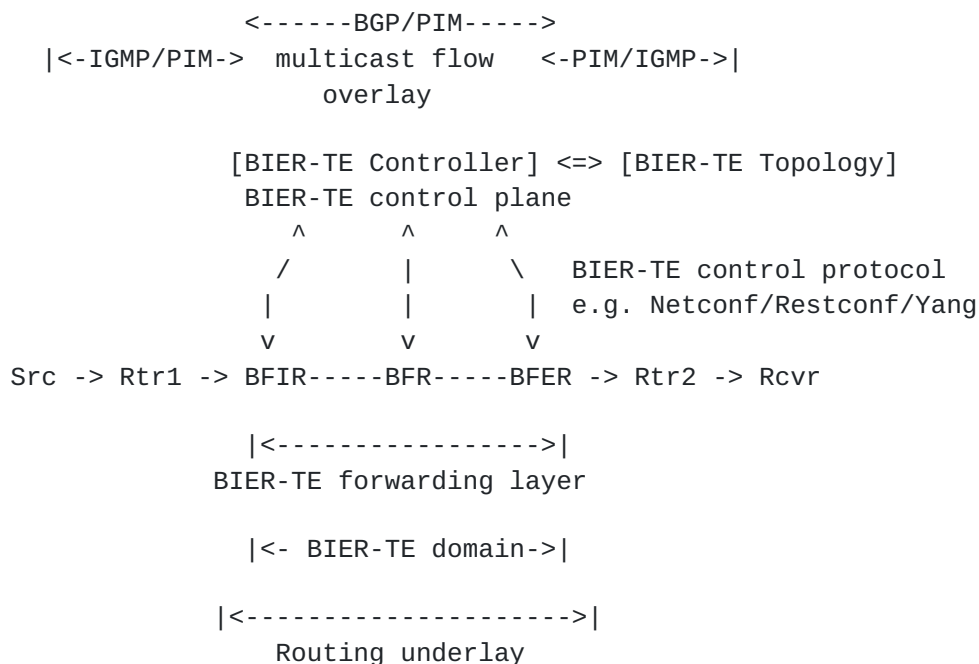 <------BGP/PIM----->
|<-IGMP/PIM-> multicast flow <-PIM/IGMP->|
overlay
[BIER-TE Controller] <=> [BIER-TE Topology]
BIER-TE control plane
^ ^ ^
/ | \ BIER-TE control protocol
| | | e.g. Netconf/Restconf/Yang
v v v
Src -> Rtr1 -> BFIR-----BFR-----BFER -> Rtr2 -> Rcvr
|<----------------->|
BIER-TE forwarding layer
|<- BIER-TE domain->|
|<--------------------->|
Routing underlay